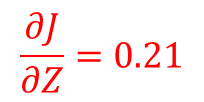 ∂J/∂Z = 0.21